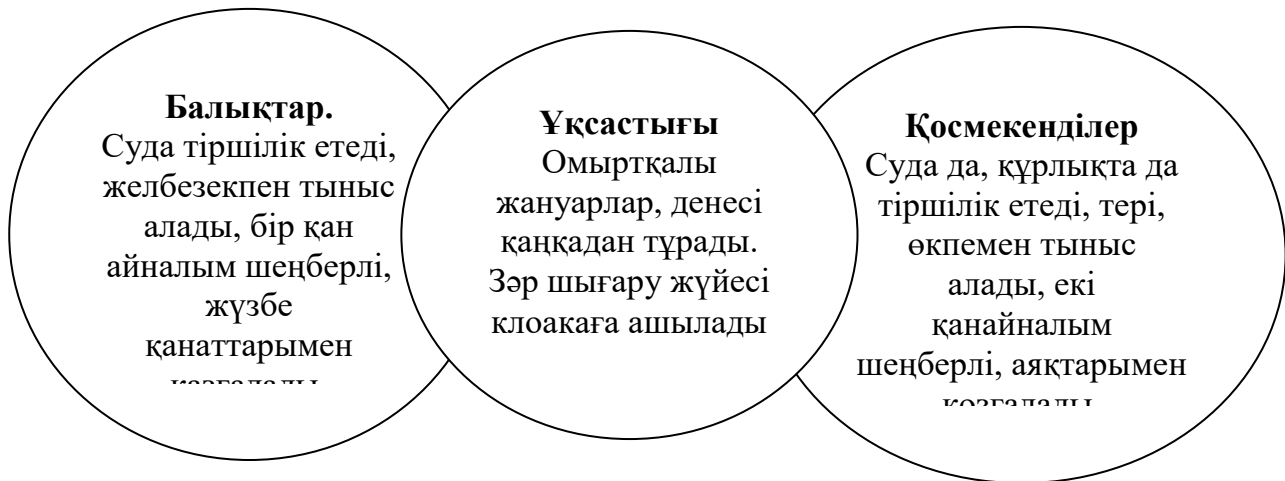 Балықтар.
Суда тіршілік етеді,
желбезекпен тыныс
алады, бір қан
айналым шеңберлі,
жүзбе
қанаттарымен
Ұқсастығы
Омыртқалы
жануарлар, денесі
қаңқадан тұрады.
Зәр шығару жүйесі
клоакаға ашылады
Қосмекенділер
Суда да, құрлықта да
тіршілік етеді, тері,
өкпемен тыныс
алады, екі
қанайналым
шеңберлі, аяқтарымен